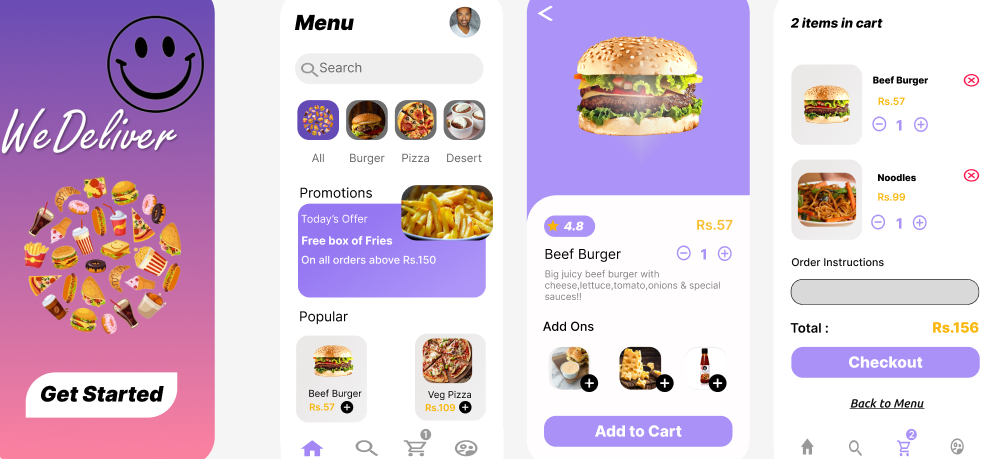 WeDeliver
Get Started
Menu
Search
All
Burger
Pizza
Desert
Promotions
Today's Offer
Free box of Fries
On all orders above Rs.150
Popular
Beef Burger
Rs.57
Veg Pizza
Rs.109
1
4.8
Rs.57
Beef Burger
1
Big juicy beef burger with
cheese,lettuce,tomato,onions & special
sauces!!
Add Ons
Add to Cart
2 items in cart
Beef Burger
Rs.57
1
Noodles
Rs.99
1
Order Instructions
Total :
Rs.156
Checkout
Back to Menu
2